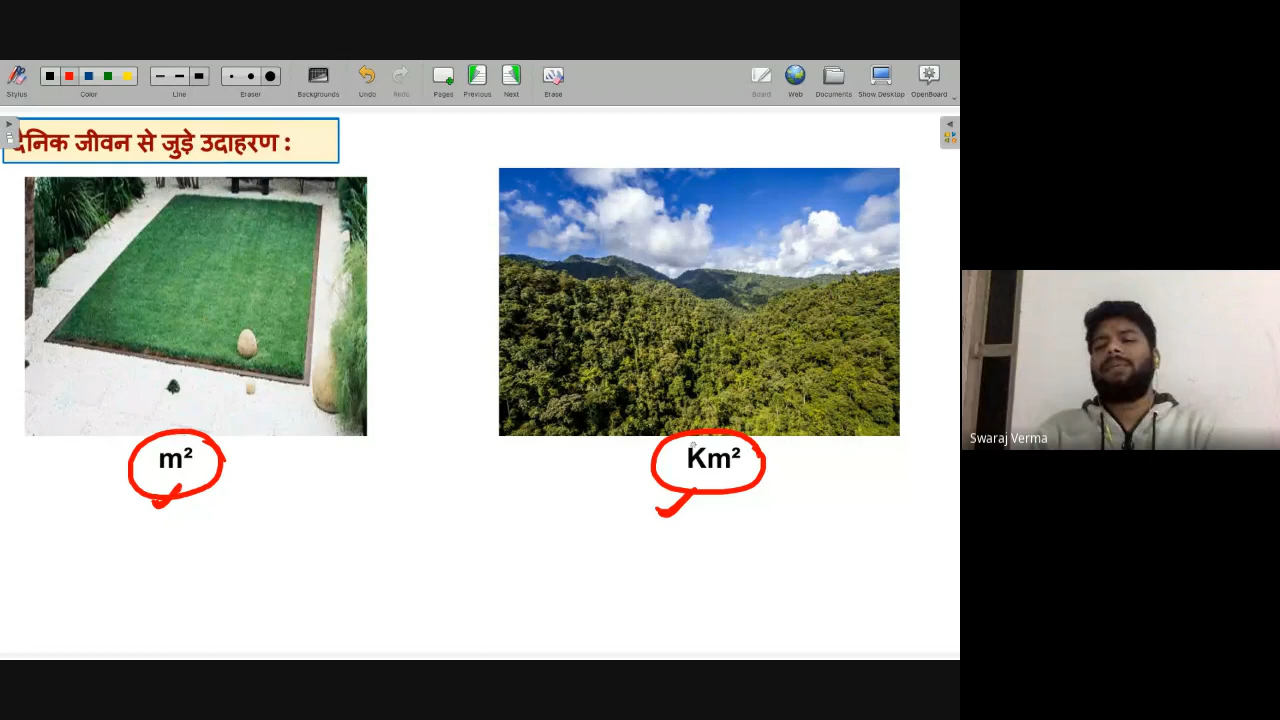 Stylus
Color
Line
Eraser
Backgrounds
Undo
Redo
Pages
Previous
Next
Erase
Board
Web
Documents
Show Desktop
OpenBoard
दैनिक जीवन से जुड़े उदाहरण :
m²
Km²
Swaraj Verma